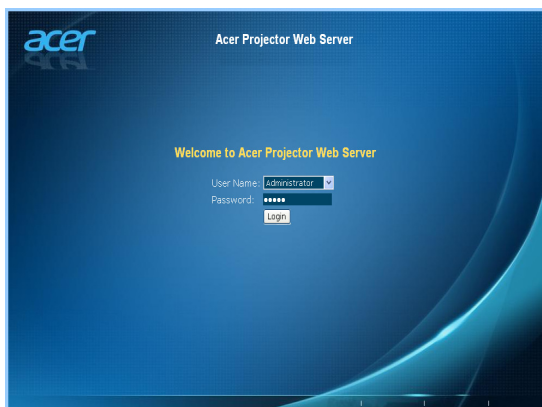 acer
Acer Projector Web Server
Welcome to Acer Projector Web Server
User Name: Administrator
Password: •••••
Login